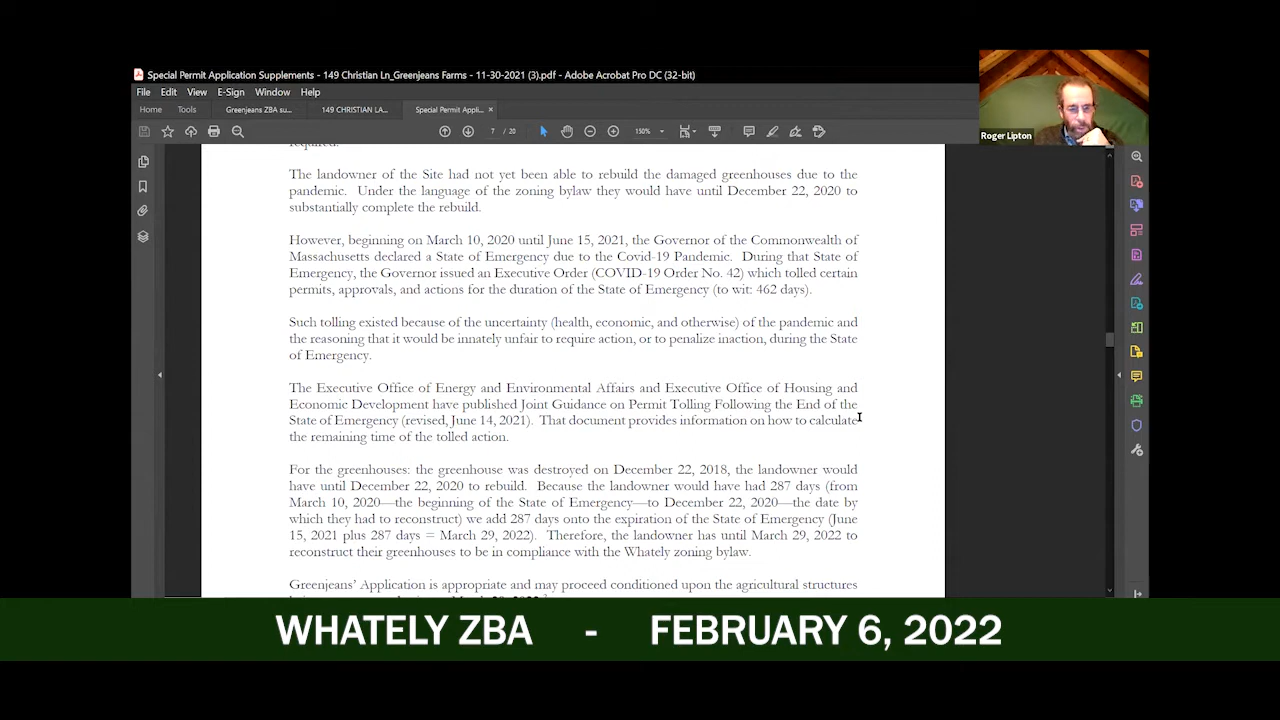 Special Permit Application Supplements - 149 Christian Ln_Greenjeans Farms - 11-30-2021 (3).pdf - Adobe Acrobat Pro DC (32-bit)
File Edit View E-Sign Window Help
Home Tools Greenjeans ZBA su... 149 CHRISTIAN LA... Special Permit Appli... ×
7 / 20 150%
Roger Lipton
required.
The landowner of the Site had not yet been able to rebuild the damaged greenhouses due to the
pandemic. Under the language of the zoning bylaw they would have until December 22, 2020 to
substantially complete the rebuild.
However, beginning on March 10, 2020 until June 15, 2021, the Governor of the Commonwealth of
Massachusetts declared a State of Emergency due to the Covid-19 Pandemic. During that State of
Emergency, the Governor issued an Executive Order (COVID-19 Order No. 42) which tolled certain
permits, approvals, and actions for the duration of the State of Emergency (to wit: 462 days).
Such tolling existed because of the uncertainty (health, economic, and otherwise) of the pandemic and
the reasoning that it would be innately unfair to require action, or to penalize inaction, during the State
of Emergency.
The Executive Office of Energy and Environmental Affairs and Executive Office of Housing and
Economic Development have published Joint Guidance on Permit Tolling Following the End of the
State of Emergency (revised, June 14, 2021). That document provides information on how to calculate
the remaining time of the tolled action.
For the greenhouses: the greenhouse was destroyed on December 22, 2018, the landowner would
have until December 22, 2020 to rebuild. Because the landowner would have had 287 days (from
March 10, 2020—the beginning of the State of Emergency—to December 22, 2020—the date by
which they had to reconstruct) we add 287 days onto the expiration of the State of Emergency (June
15, 2021 plus 287 days = March 29, 2022). Therefore, the landowner has until March 29, 2022 to
reconstruct their greenhouses to be in compliance with the Whately zoning bylaw.
Greenjeans' Application is appropriate and may proceed conditioned upon the agricultural structures
WHATELY ZBA - FEBRUARY 6, 2022